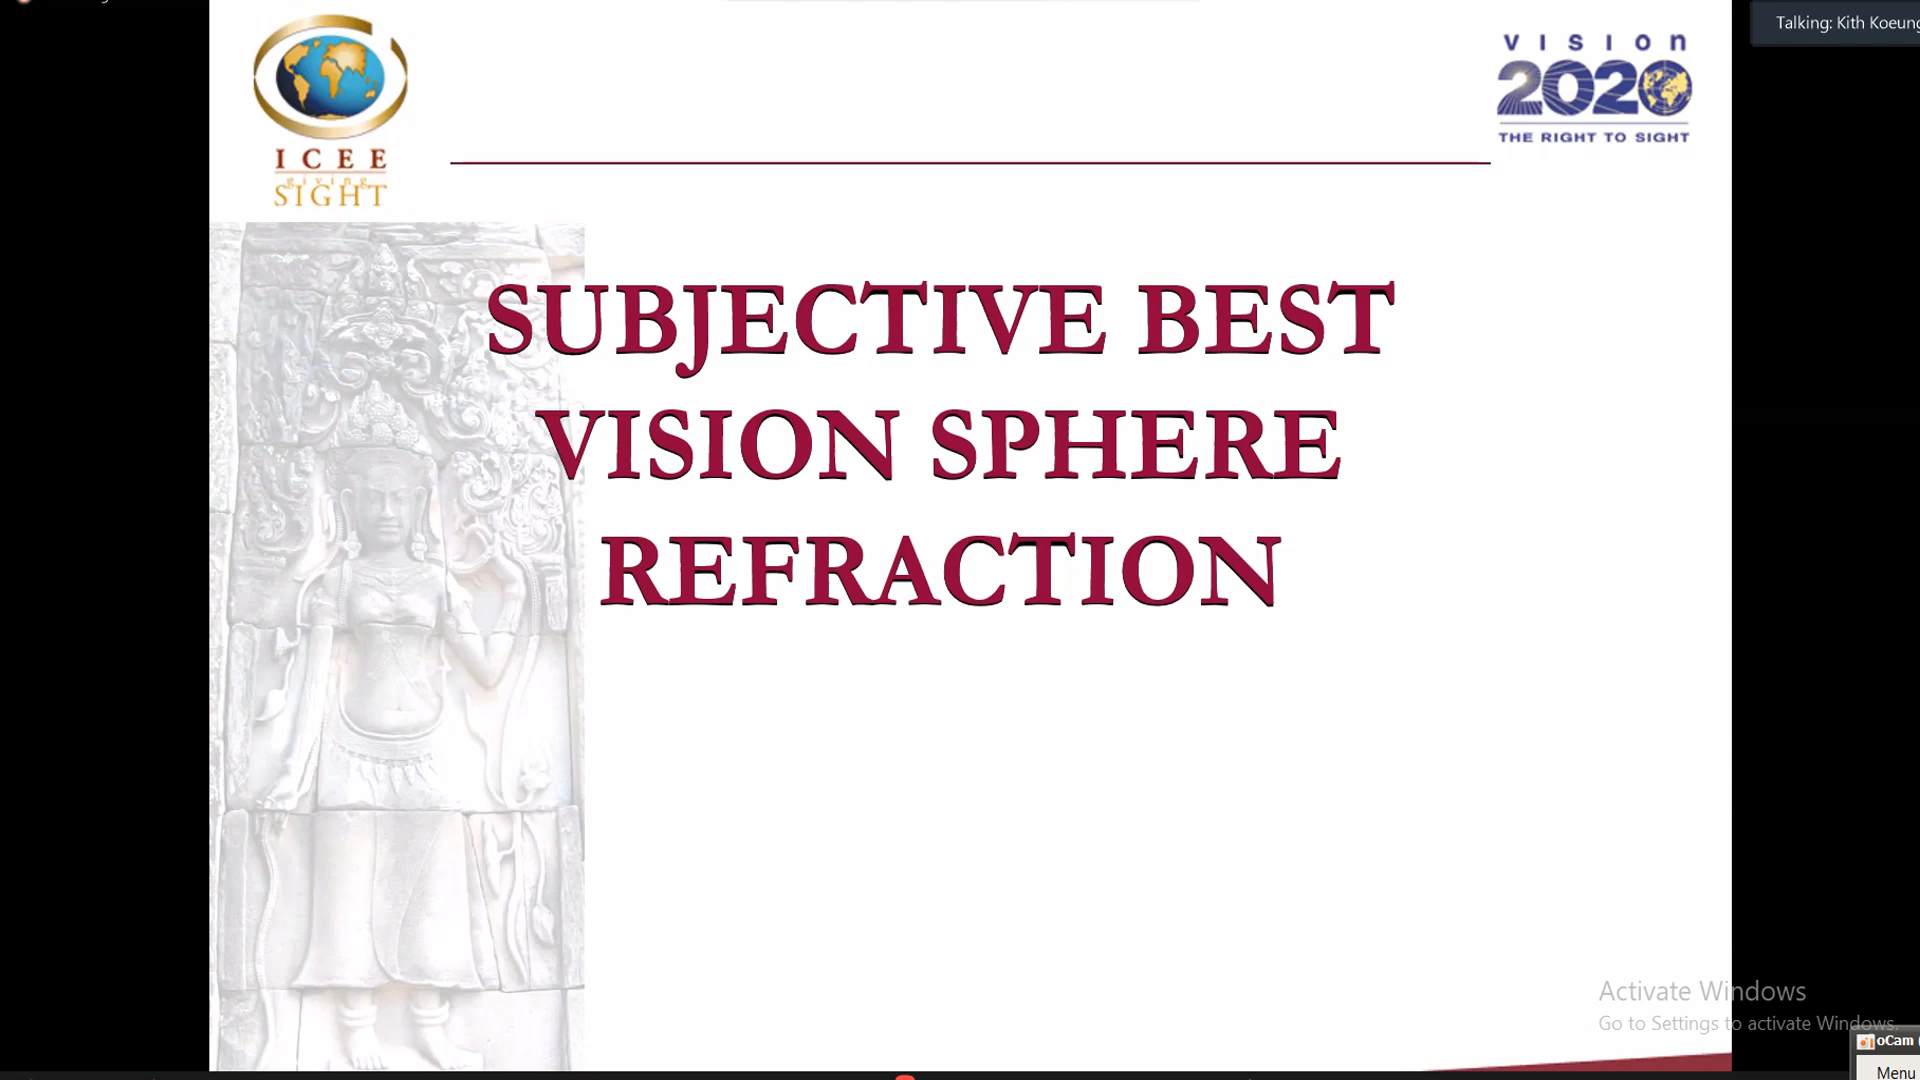 Talking: Kith Koeung
ICEE
giving
SIGHT
VISION
2020
THE RIGHT TO SIGHT
SUBJECTIVE BEST
VISION SPHERE
REFRACTION
Activate Windows
Go to Settings to activate Windows.
oCam (
Menu